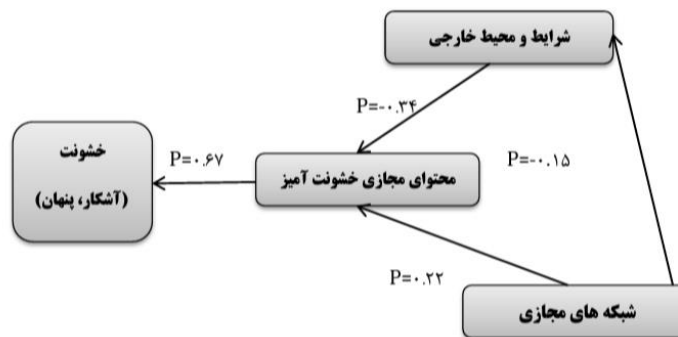 شرایط و محیط خارجی
P=-۰.۳۴
خشونت
(آشکار، پنهان)
P=۰.۶۷
محتوای مجازی خشونت آمیز
P=-۰.۱۵
P=۰.۲۲
شبکه های مجازی